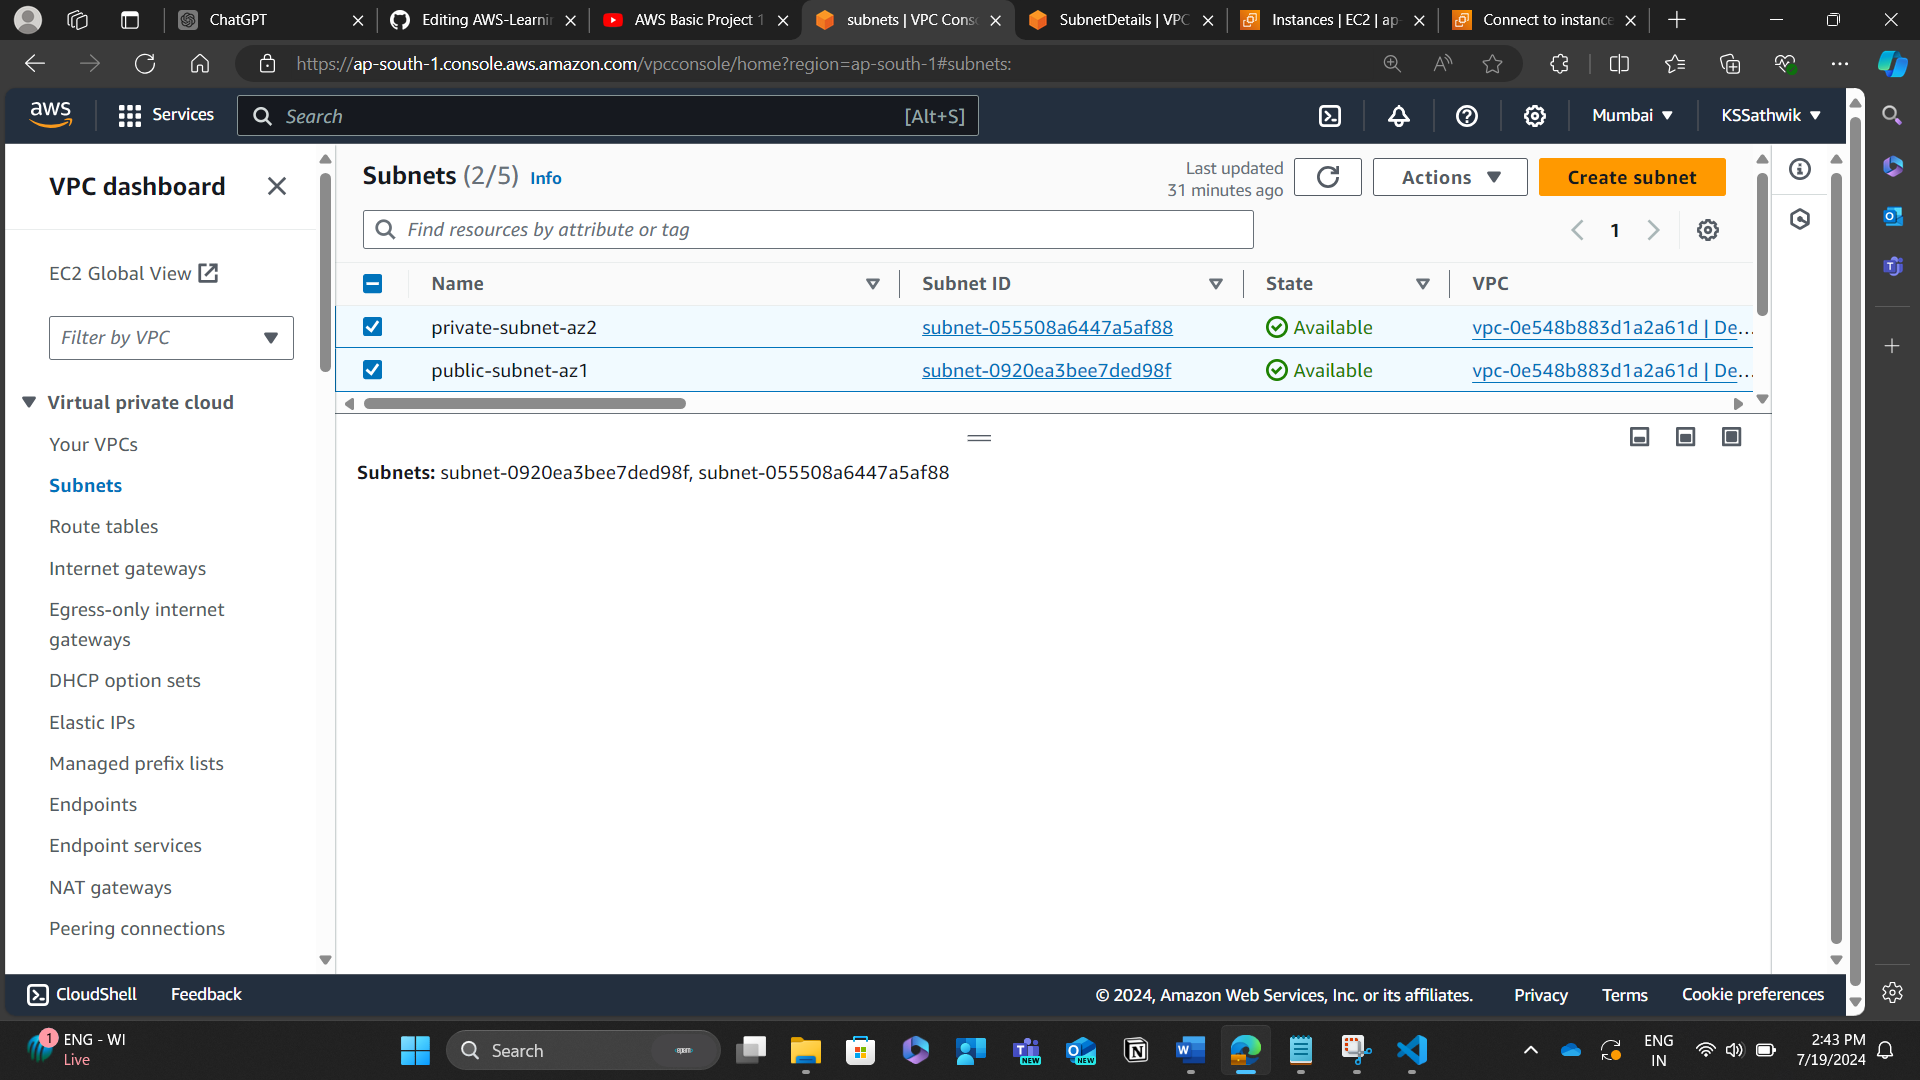 ChatGPT
Editing AWS-Learni
AWS Basic Project 1
subnets | VPC Cons
SubnetDetails | VPC
Instances | EC2 | ap-
Connect to instance
https://ap-south-1.console.aws.amazon.com/vpcconsole/home?region=ap-south-1#subnets:
aws
Services
Search
[Alt+S]
Mumbai
KSSathwik
VPC dashboard
EC2 Global View
Filter by VPC
Virtual private cloud
Your VPCs
Subnets
Route tables
Internet gateways
Egress-only internet
gateways
DHCP option sets
Elastic IPs
Managed prefix lists
Endpoints
Endpoint services
NAT gateways
Peering connections
Subnets (2/5) Info
Last updated
31 minutes ago
Actions
Create subnet
Find resources by attribute or tag
1
Name Subnet ID State VPC
private-subnet-az2 subnet-055508a6447a5af88 Available vpc-0e548b883d1a2a61d | De...
public-subnet-az1 subnet-0920ea3bee7ded98f Available vpc-0e548b883d1a2a61d | De...
Subnets: subnet-0920ea3bee7ded98f, subnet-055508a6447a5af88
CloudShell
Feedback
© 2024, Amazon Web Services, Inc. or its affiliates.
Privacy
Terms
Cookie preferences
1
ENG - WI
Live
Search
NEW
NEW
ENG
IN
2:43 PM
7/19/2024